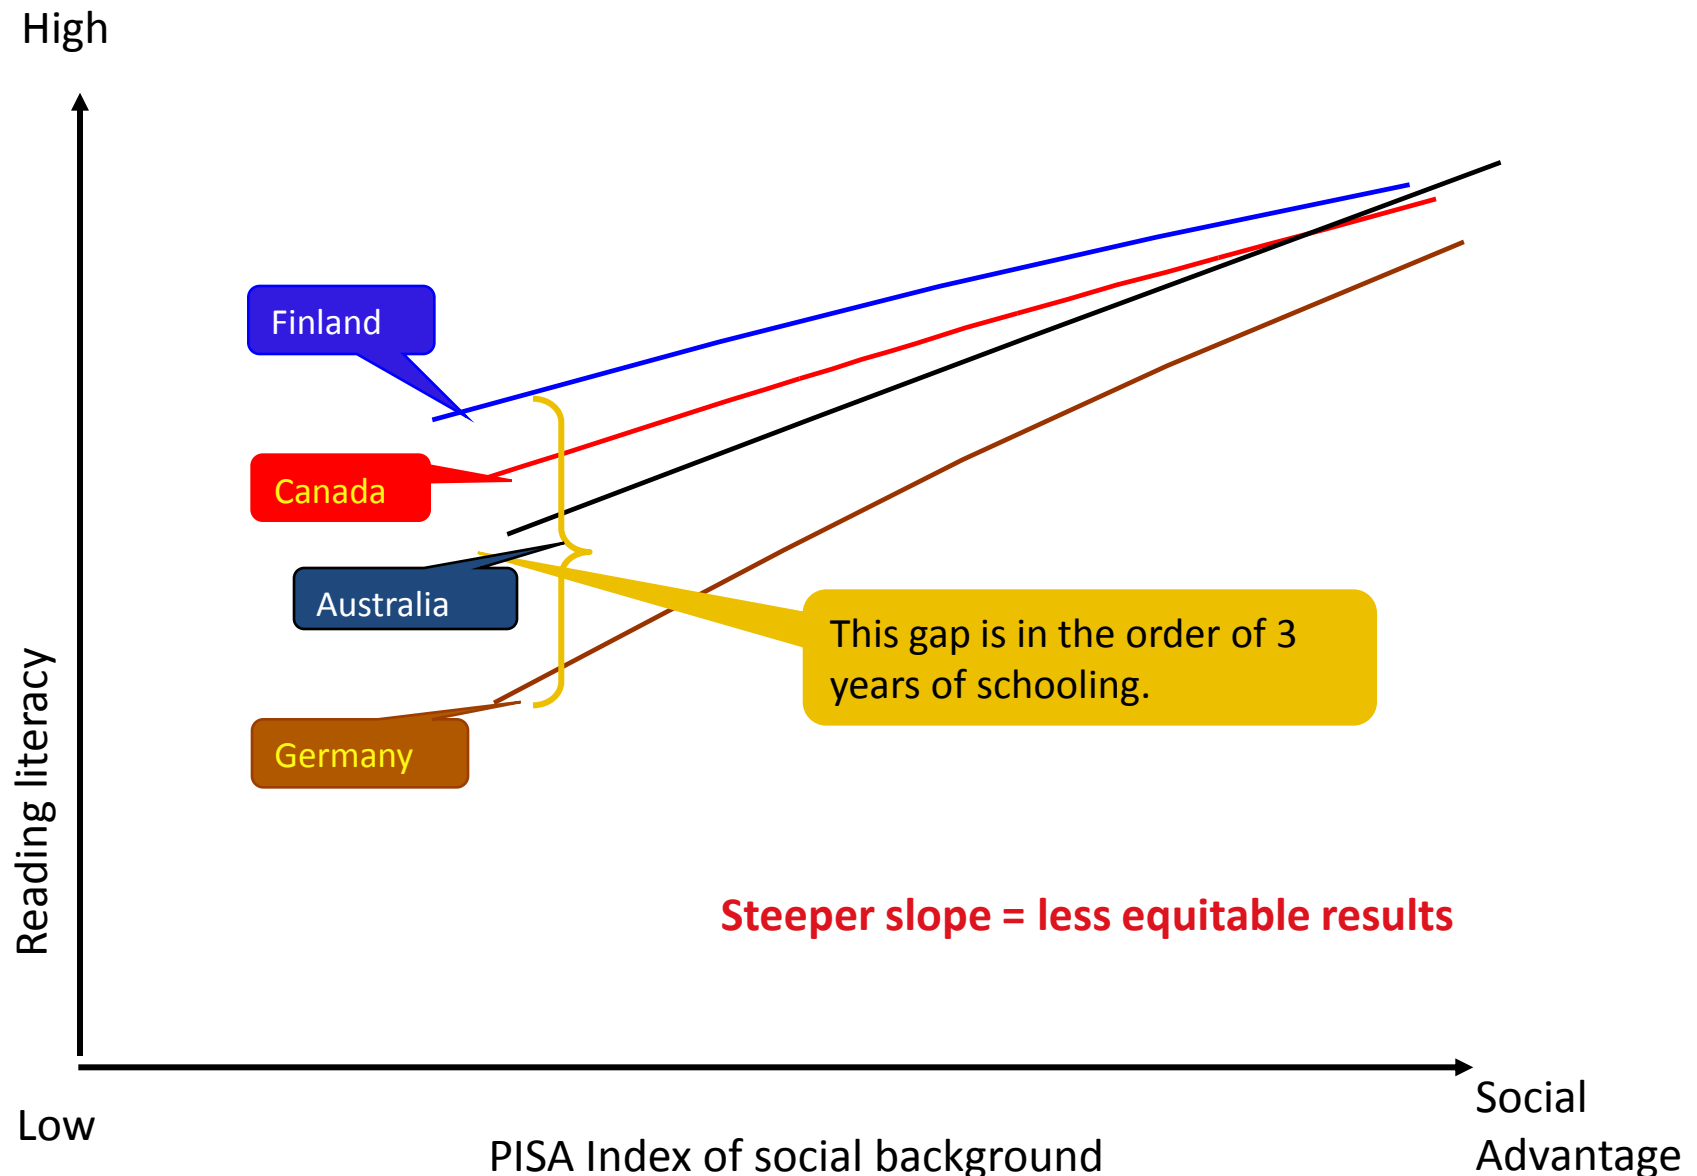 High
Finland
Canada
Australia
This gap is in the order of 3
years of schooling.
Germany
Reading literacy
Steeper slope = less equitable results
Low
PISA Index of social background
Social
Advantage